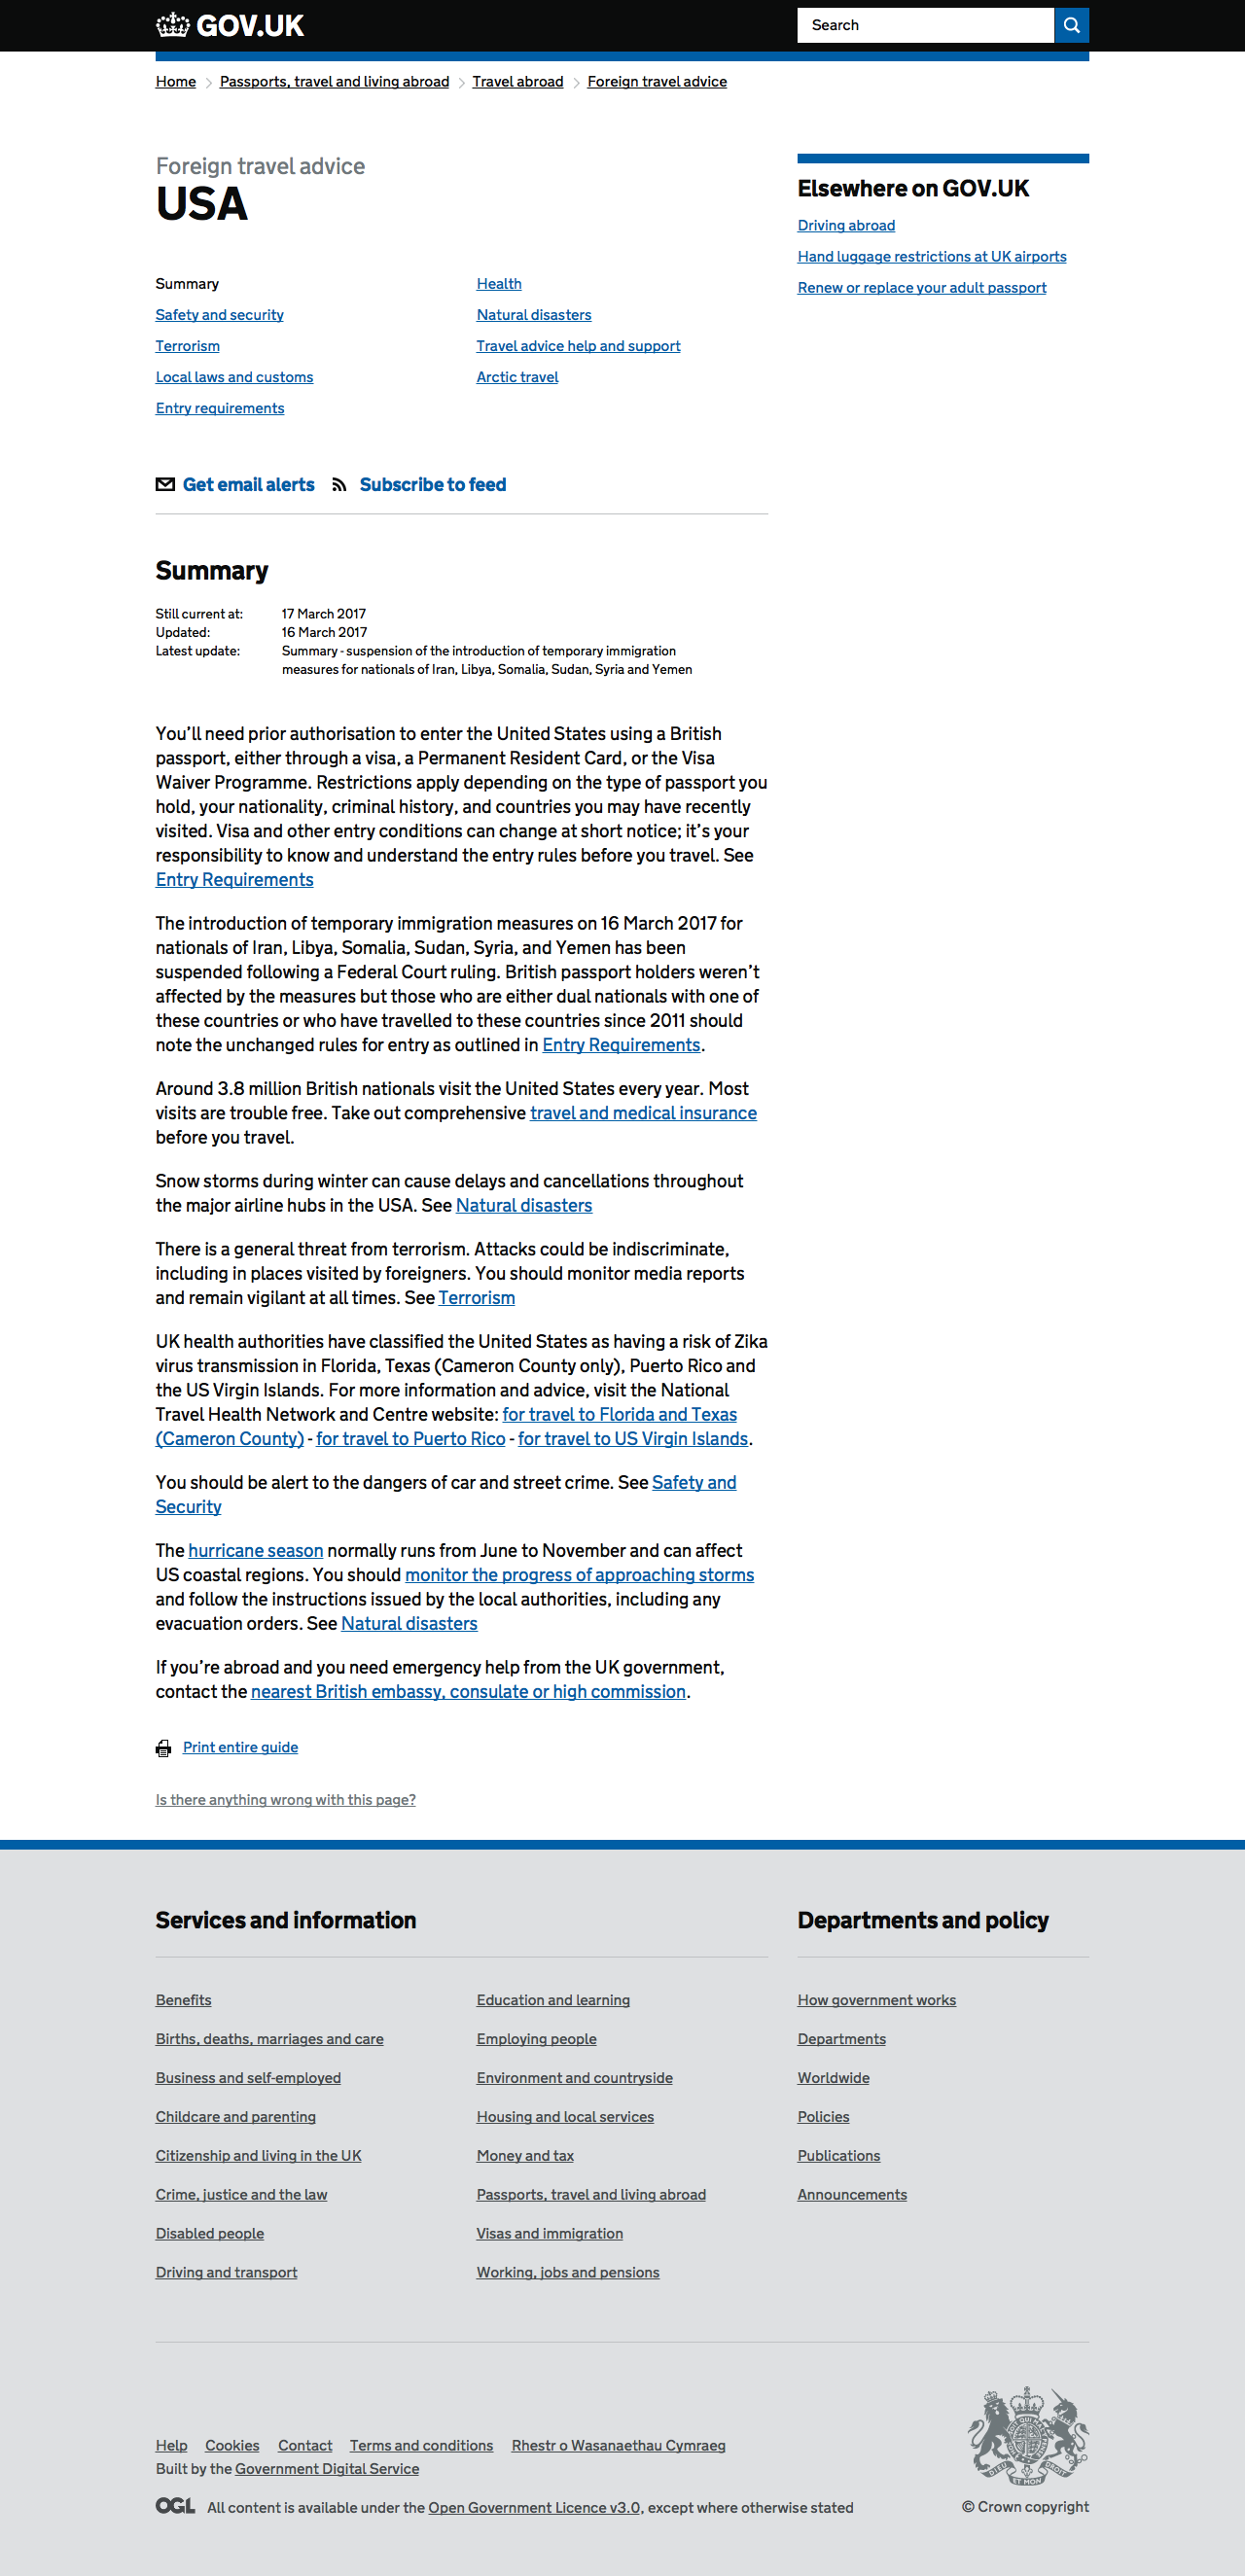 GOV.UK
Search
Home
Passports, travel and living abroad
Travel abroad
Foreign travel advice
Foreign travel advice
USA
Summary
Safety and security
Terrorism
Local laws and customs
Entry requirements
Health
Natural disasters
Travel advice help and support
Arctic travel
Elsewhere on GOV.UK
Driving abroad
Hand luggage restrictions at UK airports
Renew or replace your adult passport
Get email alerts
Subscribe to feed
Summary
Still current at: 17 March 2017
Updated: 16 March 2017
Latest update: Summary - suspension of the introduction of temporary immigration
measures for nationals of Iran, Libya, Somalia, Sudan, Syria and Yemen
You’ll need prior authorisation to enter the United States using a British
passport, either through a visa, a Permanent Resident Card, or the Visa
Waiver Programme. Restrictions apply depending on the type of passport you
hold, your nationality, criminal history, and countries you may have recently
visited. Visa and other entry conditions can change at short notice; it’s your
responsibility to know and understand the entry rules before you travel. See
Entry Requirements
The introduction of temporary immigration measures on 16 March 2017 for
nationals of Iran, Libya, Somalia, Sudan, Syria, and Yemen has been
suspended following a Federal Court ruling. British passport holders weren’t
affected by the measures but those who are either dual nationals with one of
these countries or who have travelled to these countries since 2011 should
note the unchanged rules for entry as outlined in Entry Requirements.
Around 3.8 million British nationals visit the United States every year. Most
visits are trouble free. Take out comprehensive travel and medical insurance
before you travel.
Snow storms during winter can cause delays and cancellations throughout
the major airline hubs in the USA. See Natural disasters
There is a general threat from terrorism. Attacks could be indiscriminate,
including in places visited by foreigners. You should monitor media reports
and remain vigilant at all times. See Terrorism
UK health authorities have classified the United States as having a risk of Zika
virus transmission in Florida, Texas (Cameron County only), Puerto Rico and
the US Virgin Islands. For more information and advice, visit the National
Travel Health Network and Centre website: for travel to Florida and Texas
(Cameron County) - for travel to Puerto Rico - for travel to US Virgin Islands.
You should be alert to the dangers of car and street crime. See Safety and
Security
The hurricane season normally runs from June to November and can affect
US coastal regions. You should monitor the progress of approaching storms
and follow the instructions issued by the local authorities, including any
evacuation orders. See Natural disasters
If you’re abroad and you need emergency help from the UK government,
contact the nearest British embassy, consulate or high commission.
Print entire guide
Is there anything wrong with this page?
Services and information
Benefits
Births, deaths, marriages and care
Business and self-employed
Childcare and parenting
Citizenship and living in the UK
Crime, justice and the law
Disabled people
Driving and transport
Education and learning
Employing people
Environment and countryside
Housing and local services
Money and tax
Passports, travel and living abroad
Visas and immigration
Working, jobs and pensions
Departments and policy
How government works
Departments
Worldwide
Policies
Publications
Announcements
Help Cookies Contact Terms and conditions Rhestr o Wasanaethau Cymraeg
Built by the Government Digital Service
OGL All content is available under the Open Government Licence v3.0, except where otherwise stated
DIEU ET MON DROIT
© Crown copyright